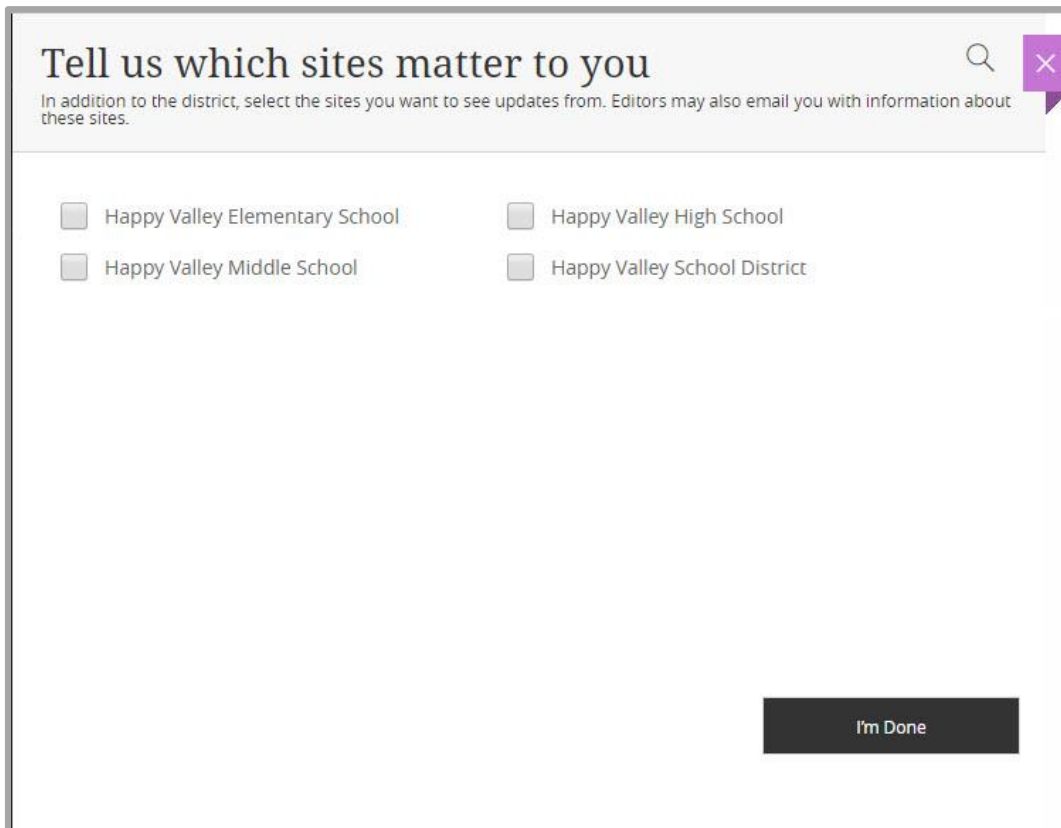 Tell us which sites matter to you
In addition to the district, select the sites you want to see updates from. Editors may also email you with information about
these sites.
Happy Valley Elementary School
Happy Valley High School
Happy Valley Middle School
Happy Valley School District
I'm Done